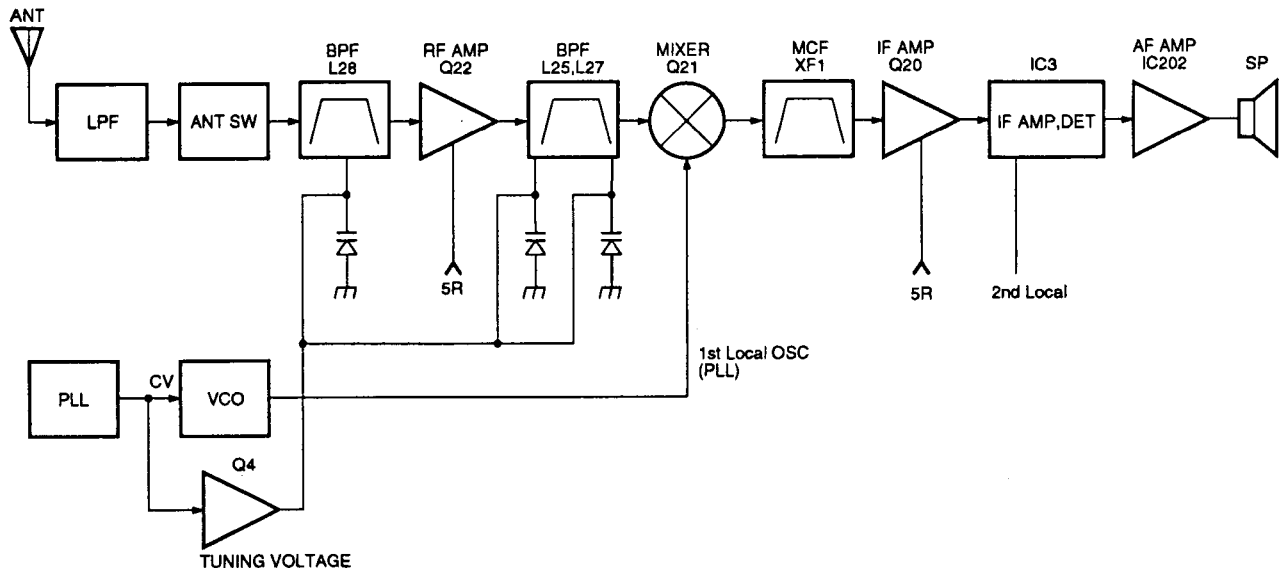 ANT
LPF
ANT SW
BPF
L28
RF AMP
Q22
BPF
L25,L27
MIXER
Q21
MCF
XF1
IF AMP
Q20
IC3
IF AMP,DET
AF AMP
IC202
SP
5R
5R
2nd Local
1st Local OSC
(PLL)
PLL
CV
VCO
Q4
TUNING VOLTAGE